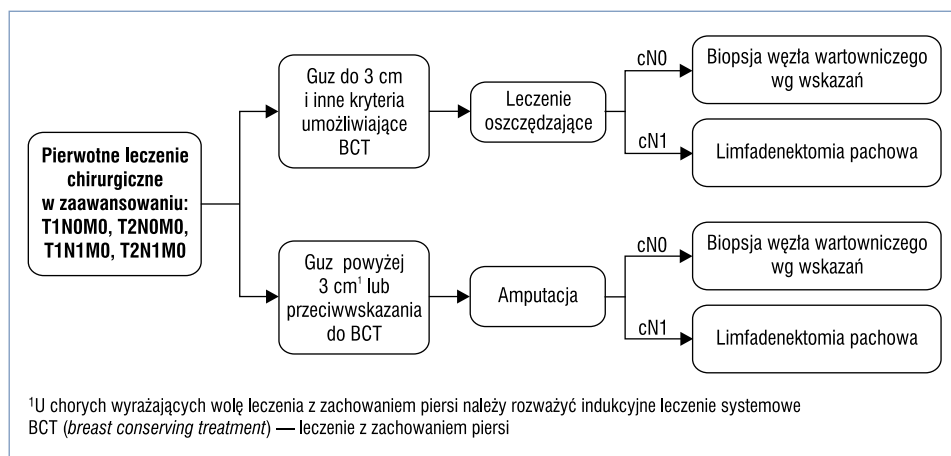 Pierwotne leczenie
chirurgiczne
w zaawansowaniu:
T1N0M0, T2N0M0,
T1N1M0, T2N1M0
Guz do 3 cm
i inne kryteria
umożliwiające
BCT
Leczenie
oszczędzające
cN0
Biopsja węzła wartowniczego
wg wskazań
cN1
Limfadenektomia pachowa
Guz powyżej
3 cm¹ lub
przeciwwskazania
do BCT
Amputacja
cN0
Biopsja węzła wartowniczego
wg wskazań
cN1
Limfadenektomia pachowa
¹U chorych wyrażających wolę leczenia z zachowaniem piersi należy rozważyć indukcyjne leczenie systemowe
BCT (breast conserving treatment) — leczenie z zachowaniem piersi